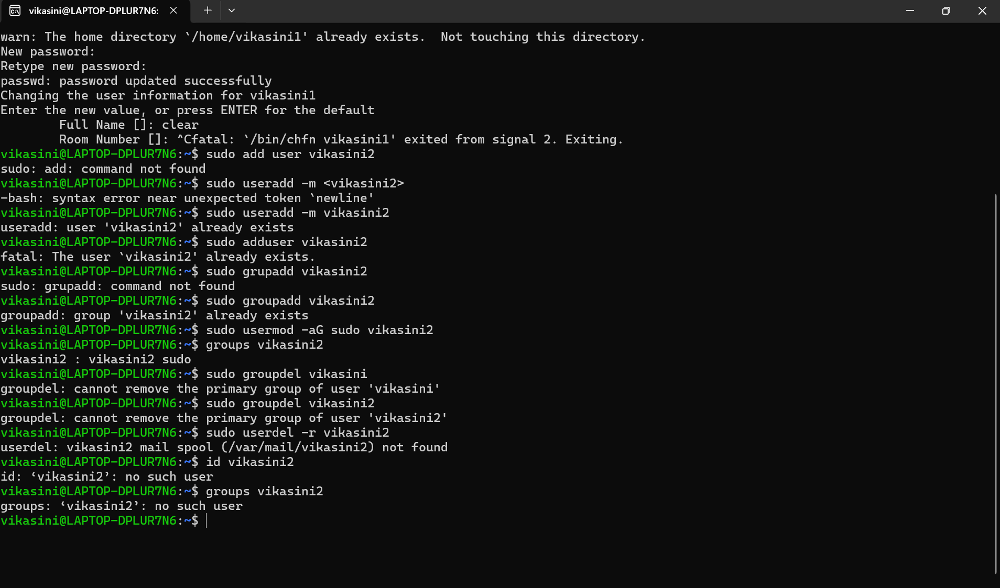 vikasini@LAPTOP-DPLUR7N6:
warn: The home directory `/home/vikasini1' already exists.  Not touching this directory.
New password:
Retype new password:
passwd: password updated successfully
Changing the user information for vikasini1
Enter the new value, or press ENTER for the default
        Full Name []: clear
        Room Number []: ^Cfatal: `/bin/chfn vikasini1' exited from signal 2. Exiting.
vikasini@LAPTOP-DPLUR7N6:~$ sudo add user vikasini2
sudo: add: command not found
vikasini@LAPTOP-DPLUR7N6:~$ sudo useradd -m <vikasini2>
-bash: syntax error near unexpected token `newline'
vikasini@LAPTOP-DPLUR7N6:~$ sudo useradd -m vikasini2
useradd: user 'vikasini2' already exists
vikasini@LAPTOP-DPLUR7N6:~$ sudo adduser vikasini2
fatal: The user `vikasini2' already exists.
vikasini@LAPTOP-DPLUR7N6:~$ sudo grupadd vikasini2
sudo: grupadd: command not found
vikasini@LAPTOP-DPLUR7N6:~$ sudo groupadd vikasini2
groupadd: group 'vikasini2' already exists
vikasini@LAPTOP-DPLUR7N6:~$ sudo usermod -aG sudo vikasini2
vikasini@LAPTOP-DPLUR7N6:~$ groups vikasini2
vikasini2 : vikasini2 sudo
vikasini@LAPTOP-DPLUR7N6:~$ sudo groupdel vikasini
groupdel: cannot remove the primary group of user 'vikasini'
vikasini@LAPTOP-DPLUR7N6:~$ sudo groupdel vikasini2
groupdel: cannot remove the primary group of user 'vikasini2'
vikasini@LAPTOP-DPLUR7N6:~$ sudo userdel -r vikasini2
userdel: vikasini2 mail spool (/var/mail/vikasini2) not found
vikasini@LAPTOP-DPLUR7N6:~$ id vikasini2
id: ‘vikasini2’: no such user
vikasini@LAPTOP-DPLUR7N6:~$ groups vikasini2
groups: ‘vikasini2’: no such user
vikasini@LAPTOP-DPLUR7N6:~$